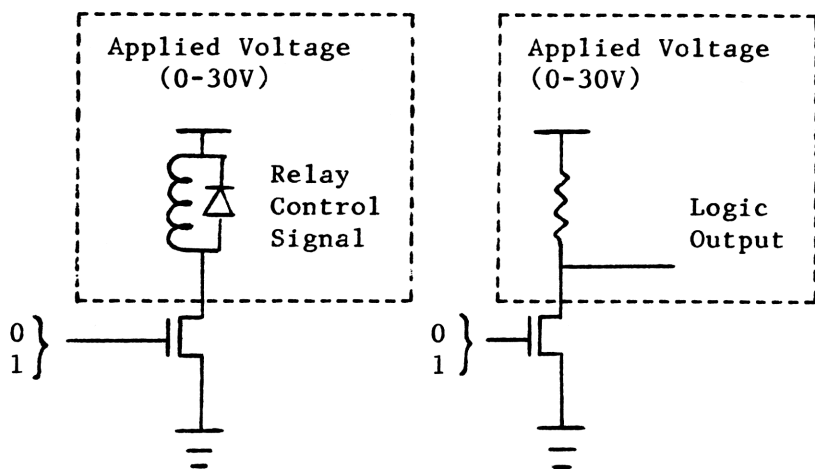 Applied Voltage
(0-30V)
Relay
Control
Signal
0
1
Applied Voltage
(0-30V)
Logic
Output
0
1